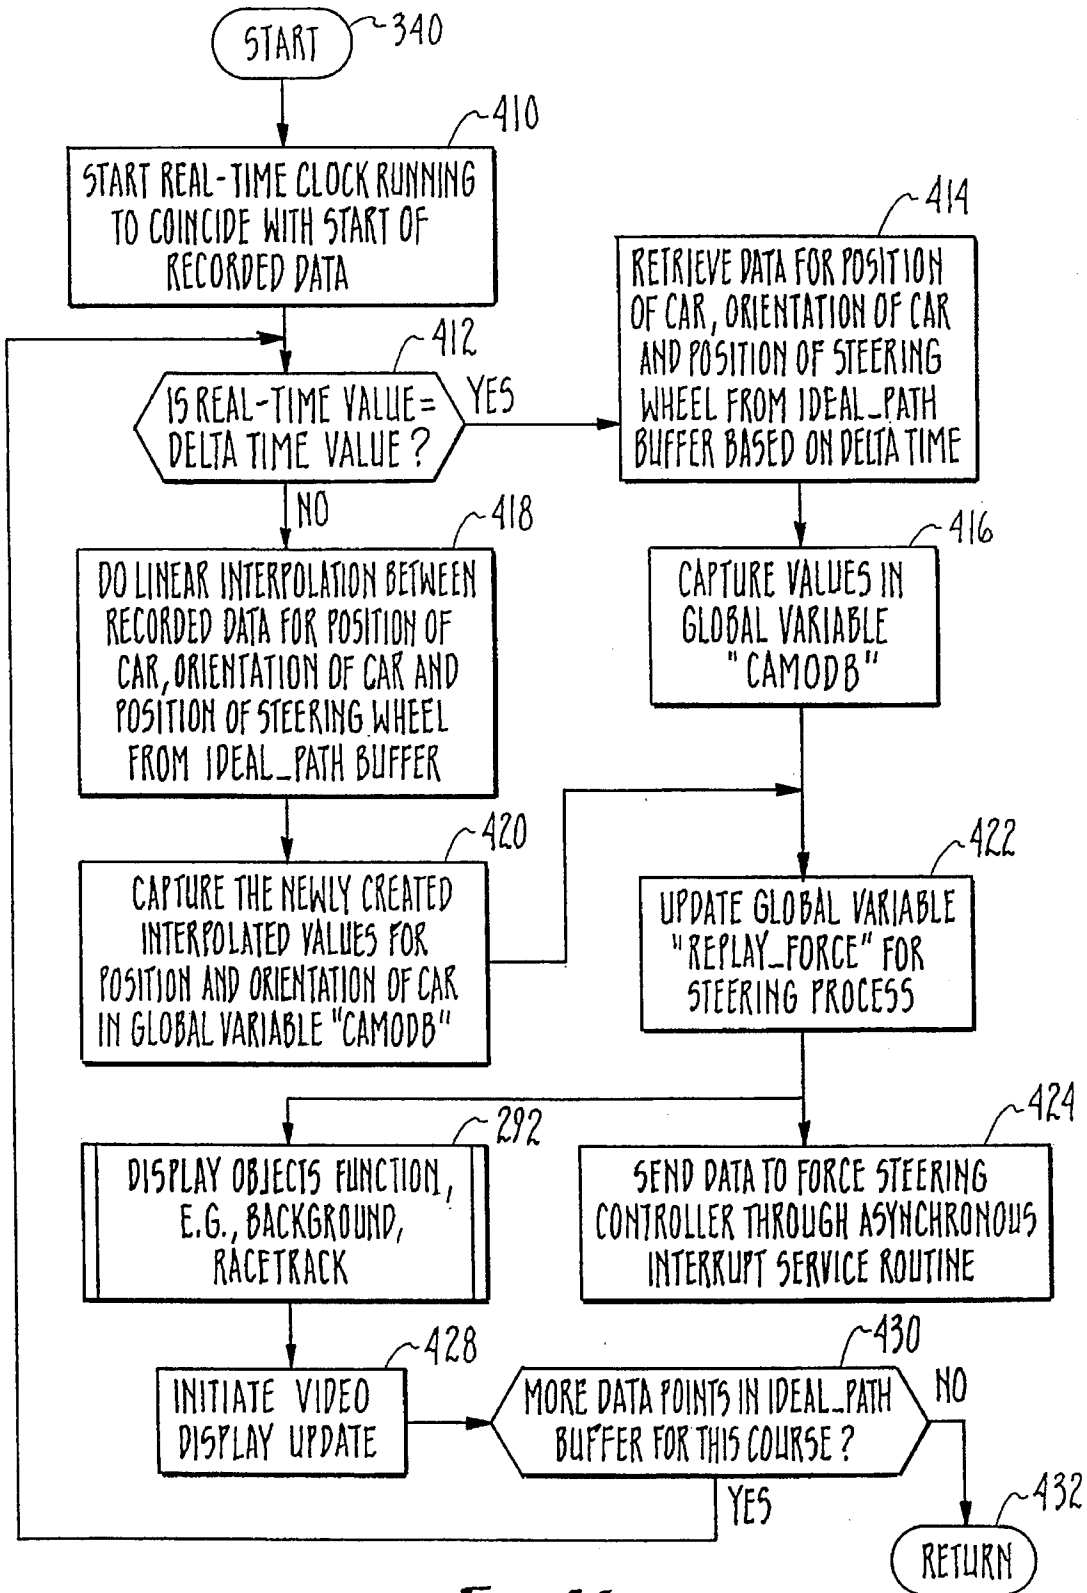 START
340
410
START REAL-TIME CLOCK RUNNING
TO COINCIDE WITH START OF
RECORDED DATA
412
IS REAL-TIME VALUE =
DELTA TIME VALUE ?
YES
NO
414
RETRIEVE DATA FOR POSITION
OF CAR, ORIENTATION OF CAR
AND POSITION OF STEERING
WHEEL FROM IDEAL_PATH
BUFFER BASED ON DELTA TIME
416
CAPTURE VALUES IN
GLOBAL VARIABLE
"CAMODB"
418
DO LINEAR INTERPOLATION BETWEEN
RECORDED DATA FOR POSITION OF
CAR, ORIENTATION OF CAR AND
POSITION OF STEERING WHEEL
FROM IDEAL_PATH BUFFER
420
CAPTURE THE NEWLY CREATED
INTERPOLATED VALUES FOR
POSITION AND ORIENTATION OF CAR
IN GLOBAL VARIABLE "CAMODB"
422
UPDATE GLOBAL VARIABLE
"REPLAY_FORCE" FOR
STEERING PROCESS
292
DISPLAY OBJECTS FUNCTION,
E.G., BACKGROUND,
RACETRACK
424
SEND DATA TO FORCE STEERING
CONTROLLER THROUGH ASYNCHRONOUS
INTERRUPT SERVICE ROUTINE
428
INITIATE VIDEO
DISPLAY UPDATE
430
MORE DATA POINTS IN IDEAL_PATH
BUFFER FOR THIS COURSE ?
NO
YES
432
RETURN